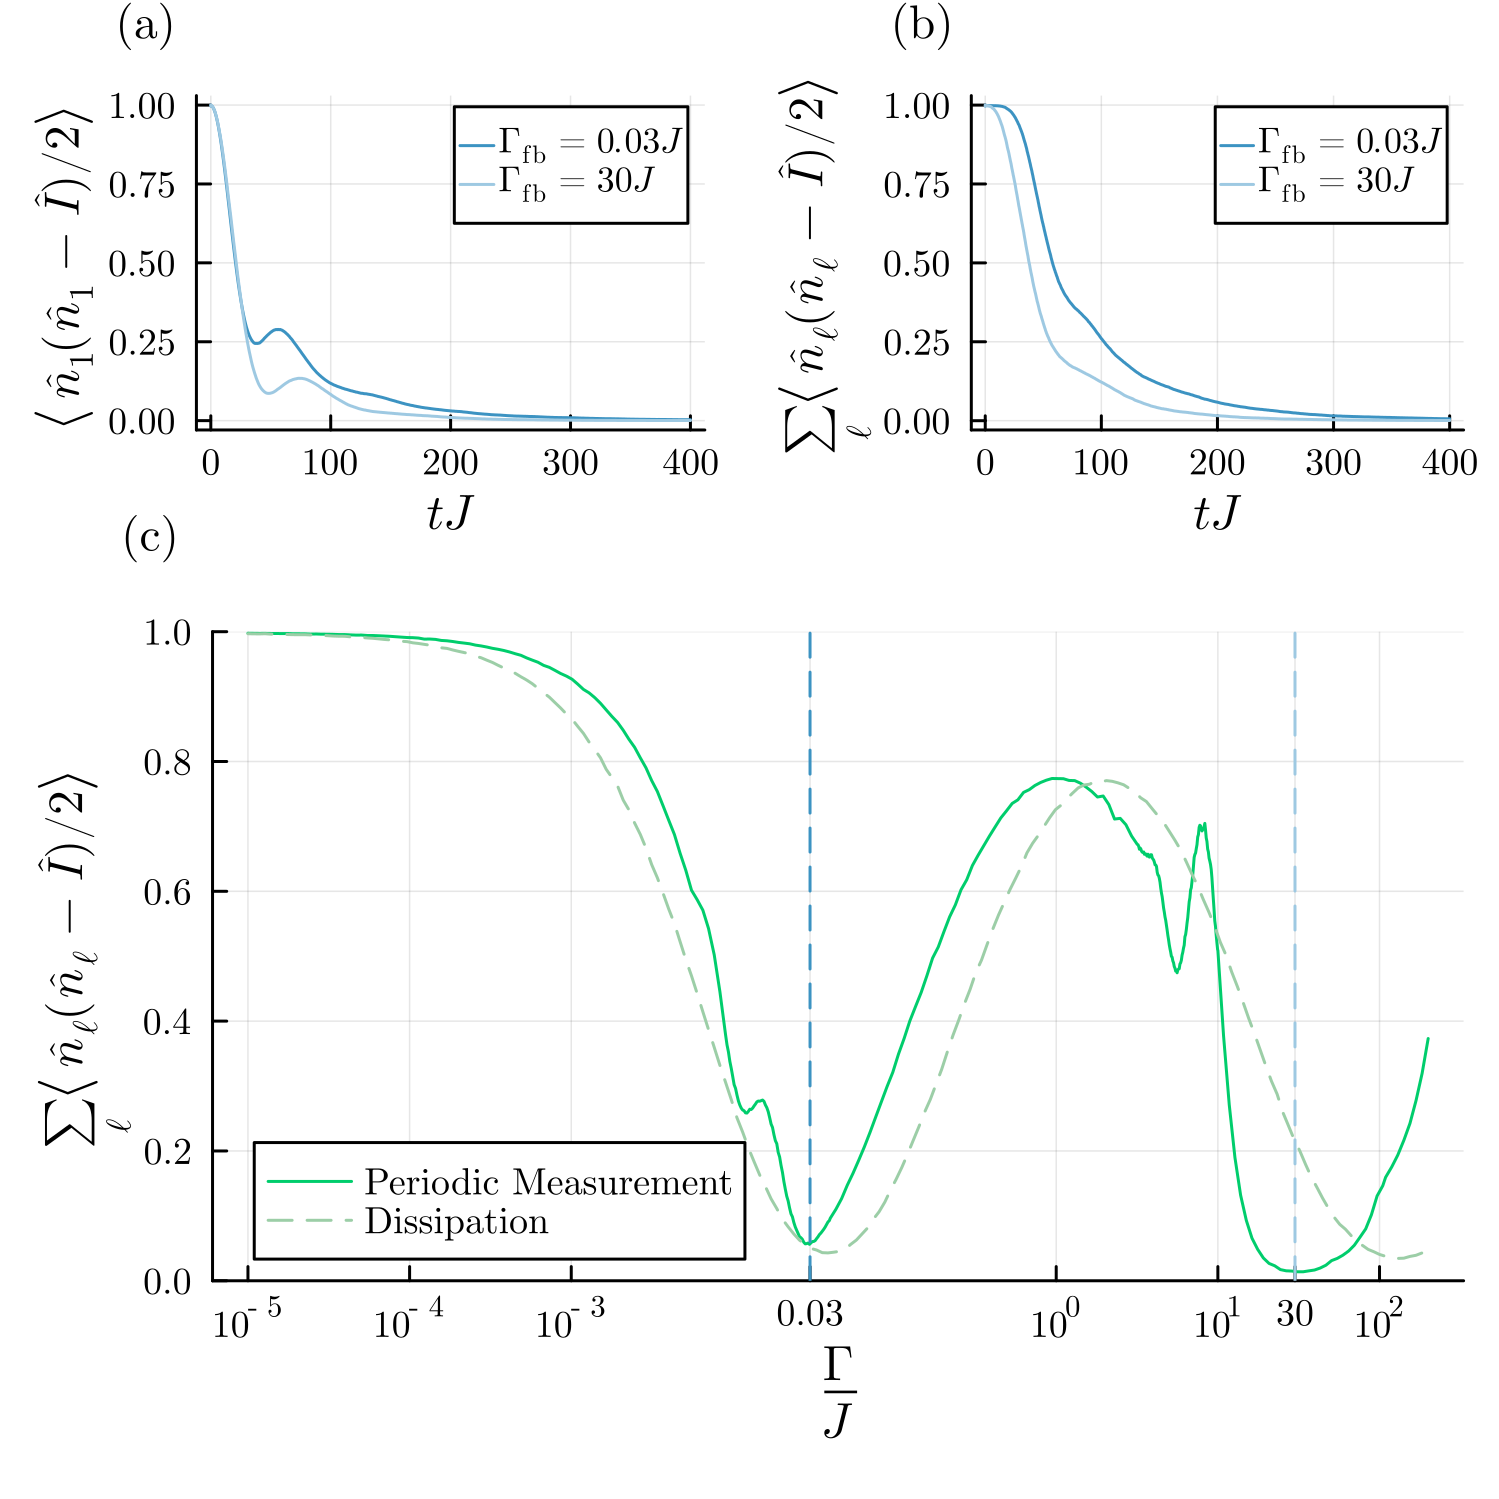 (a)
⟨n̂₁(n̂₁ − Î)/2⟩
1.00
0.75
0.50
0.25
0.00
Γ_fb = 0.03J
Γ_fb = 30J
0 100 200 300 400
tJ
(b)
∑_ℓ⟨n̂_ℓ(n̂_ℓ − Î)/2⟩
1.00
0.75
0.50
0.25
0.00
Γ_fb = 0.03J
Γ_fb = 30J
0 100 200 300 400
tJ
(c)
∑_ℓ⟨n̂_ℓ(n̂_ℓ − Î)/2⟩
1.0
0.8
0.6
0.4
0.2
0.0
Periodic Measurement
Dissipation
10⁻⁵ 10⁻⁴ 10⁻³ 0.03 10⁰ 10¹ 30 10²
Γ
J